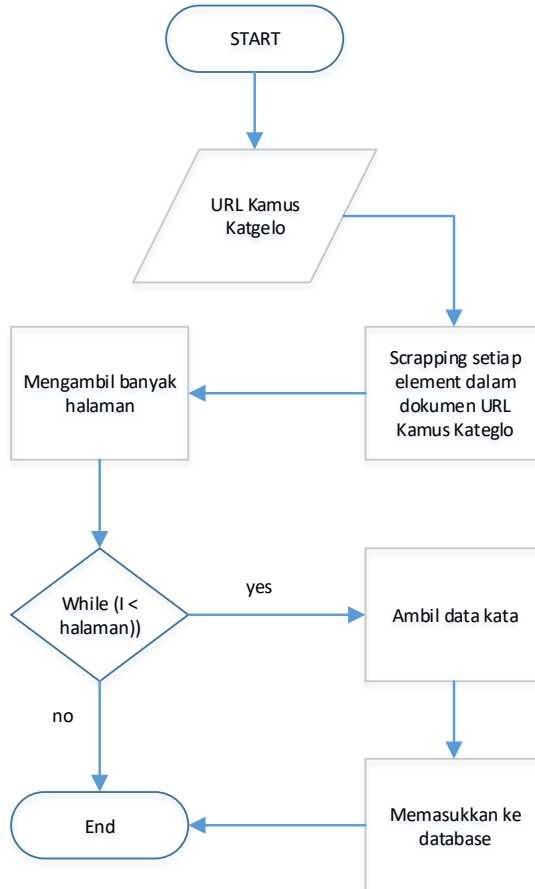 START
URL Kamus
Katgelo
Scrapping setiap
element dalam
dokumen URL
Kamus Kateglo
Mengambil banyak
halaman
While (I <
halaman))
yes
Ambil data kata
no
Memasukkan ke
database
End